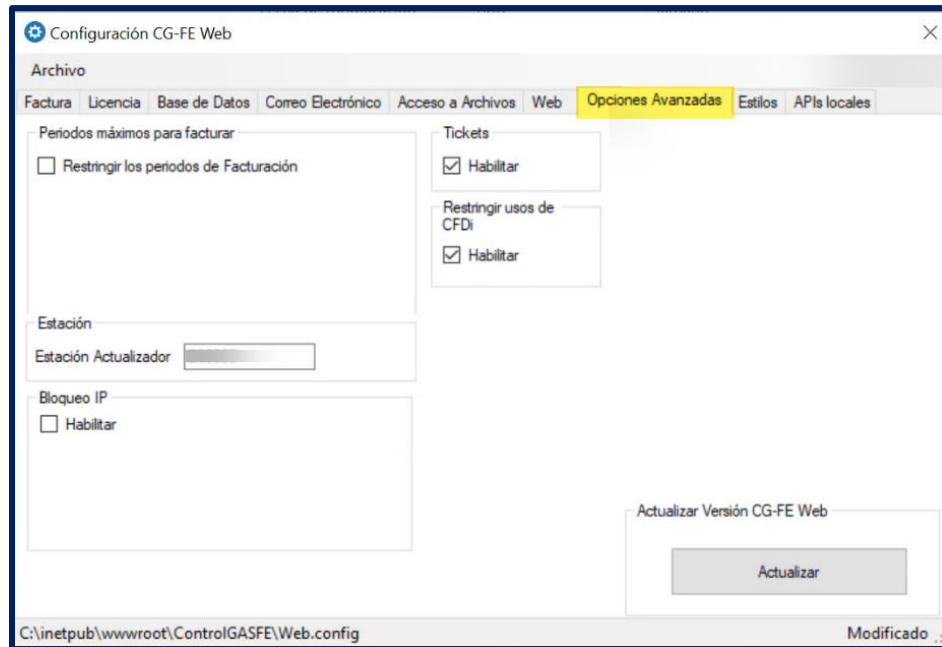 Configuración CG-FE Web
Archivo
Factura Licencia Base de Datos Correo Electrónico Acceso a Archivos Web Opciones Avanzadas Estilos APIs locales
Periodos máximos para facturar
Restringir los periodos de Facturación
Tickets
Habilitar
Restringir usos de
CFDi
Habilitar
Estación
Estación Actualizador
Bloqueo IP
Habilitar
Actualizar Versión CG-FE Web
Actualizar
C:\inetpub\wwwroot\ControlGASFE\Web.config Modificado